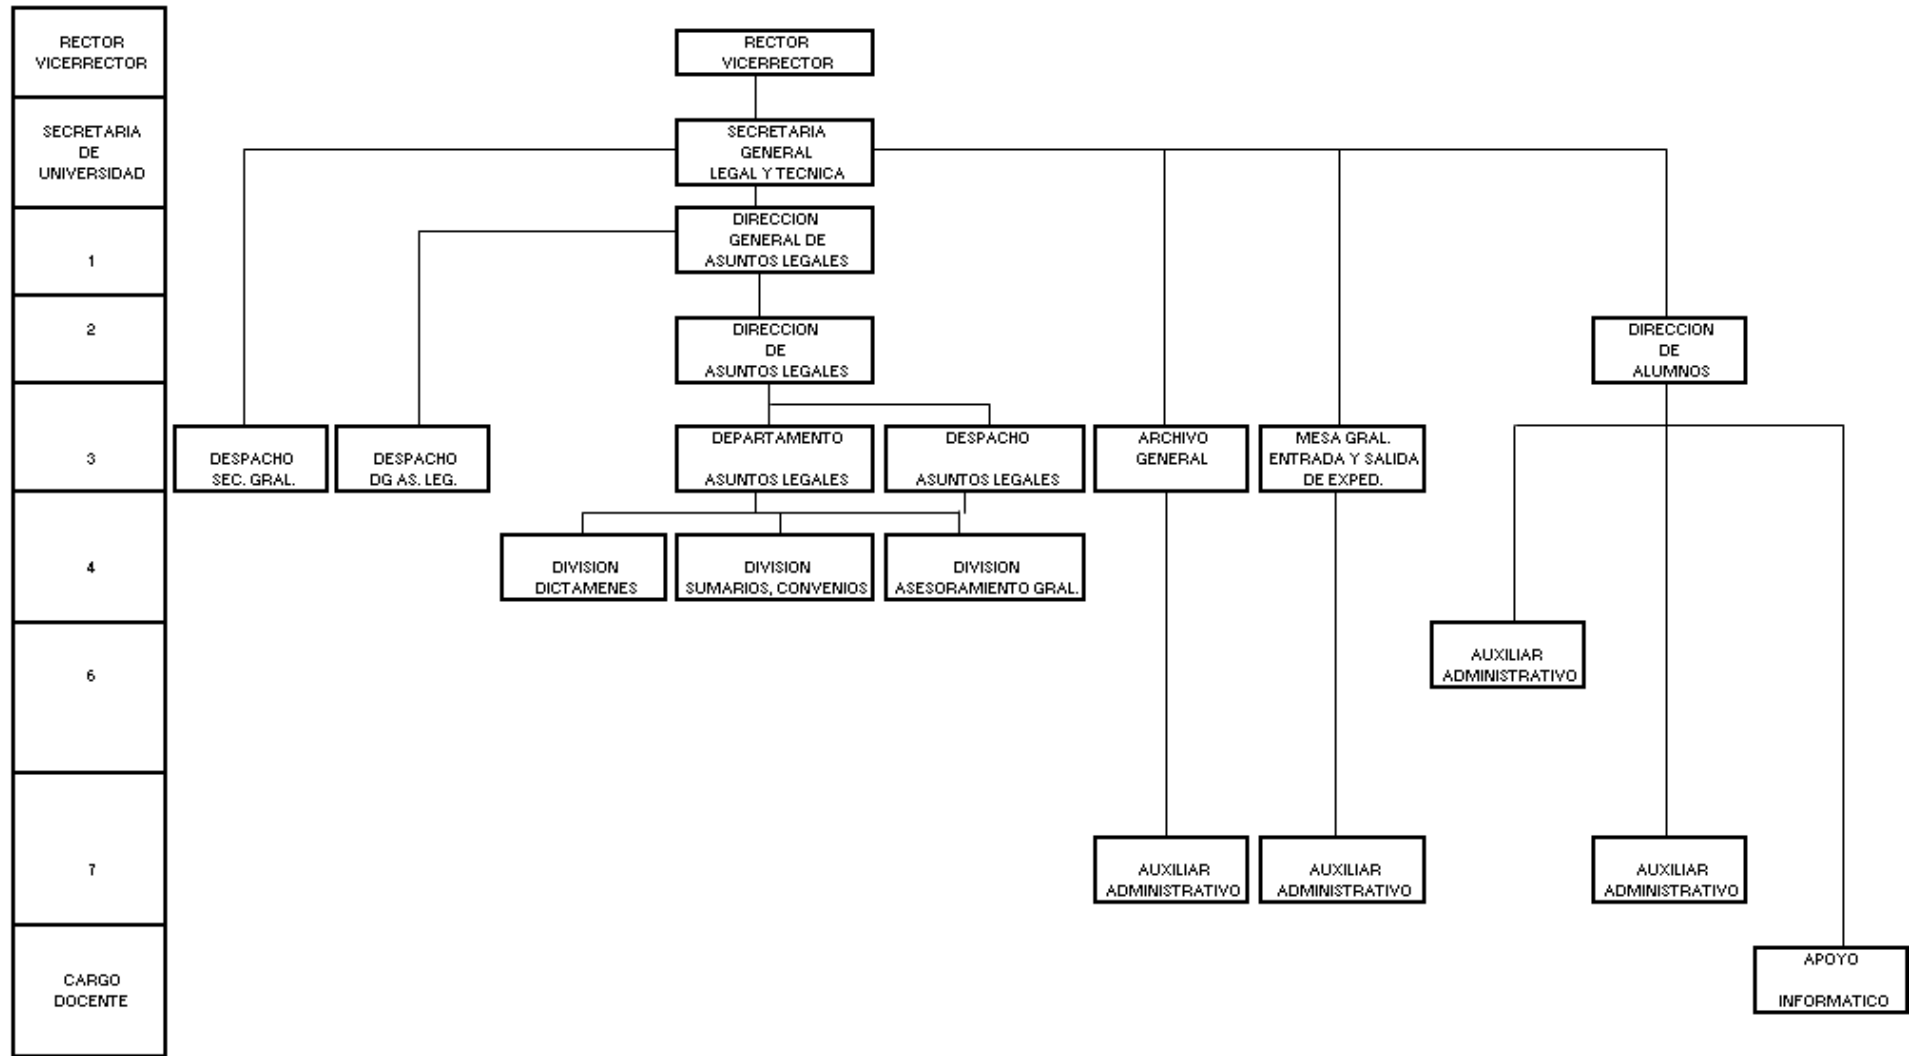 RECTOR
VICERRECTOR
RECTOR
VICERRECTOR
SECRETARIA
DE
UNIVERSIDAD
SECRETARIA
GENERAL
LEGAL Y TECNICA
1
DIRECCION
GENERAL DE
ASUNTOS LEGALES
2
DIRECCION
DE
ASUNTOS LEGALES
DIRECCION
DE
ALUMNOS
3
DESPACHO
SEC. GRAL.
DESPACHO
DG AS. LEG.
DEPARTAMENTO
ASUNTOS LEGALES
DESPACHO
ASUNTOS LEGALES
ARCHIVO
GENERAL
MESA GRAL.
ENTRADA Y SALIDA
DE EXPED.
4
DIVISION
DICTAMENES
DIVISION
SUMARIOS, CONVENIOS
DIVISION
ASESORAMIENTO GRAL.
6
AUXILIAR
ADMINISTRATIVO
7
AUXILIAR
ADMINISTRATIVO
AUXILIAR
ADMINISTRATIVO
AUXILIAR
ADMINISTRATIVO
CARGO
DOCENTE
APOYO
INFORMATICO